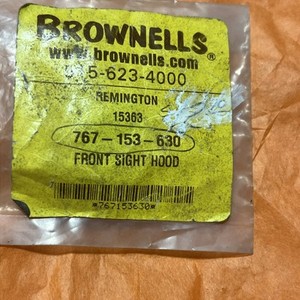 BROWNELLS®
www.brownells.com
5-623-4000
REMINGTON
15363
767-153-630
FRONT SIGHT HOOD
*767153630*